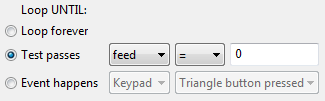 Loop UNTIL:
Loop forever
Test passes feed = 0
Event happens Keypad Triangle button pressed